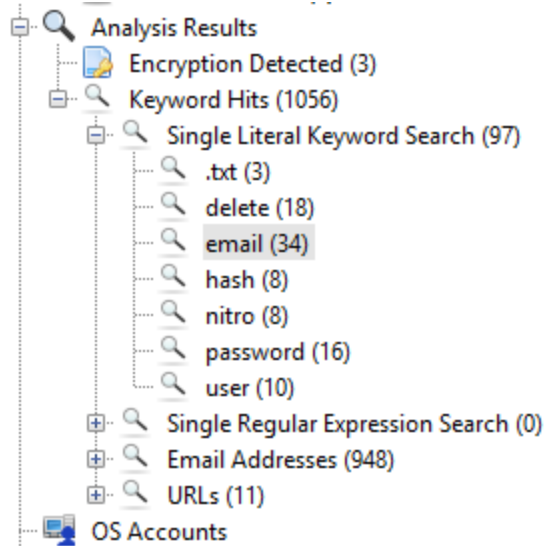 Analysis Results
Encryption Detected (3)
Keyword Hits (1056)
Single Literal Keyword Search (97)
.txt (3)
delete (18)
email (34)
hash (8)
nitro (8)
password (16)
user (10)
Single Regular Expression Search (0)
Email Addresses (948)
URLs (11)
OS Accounts